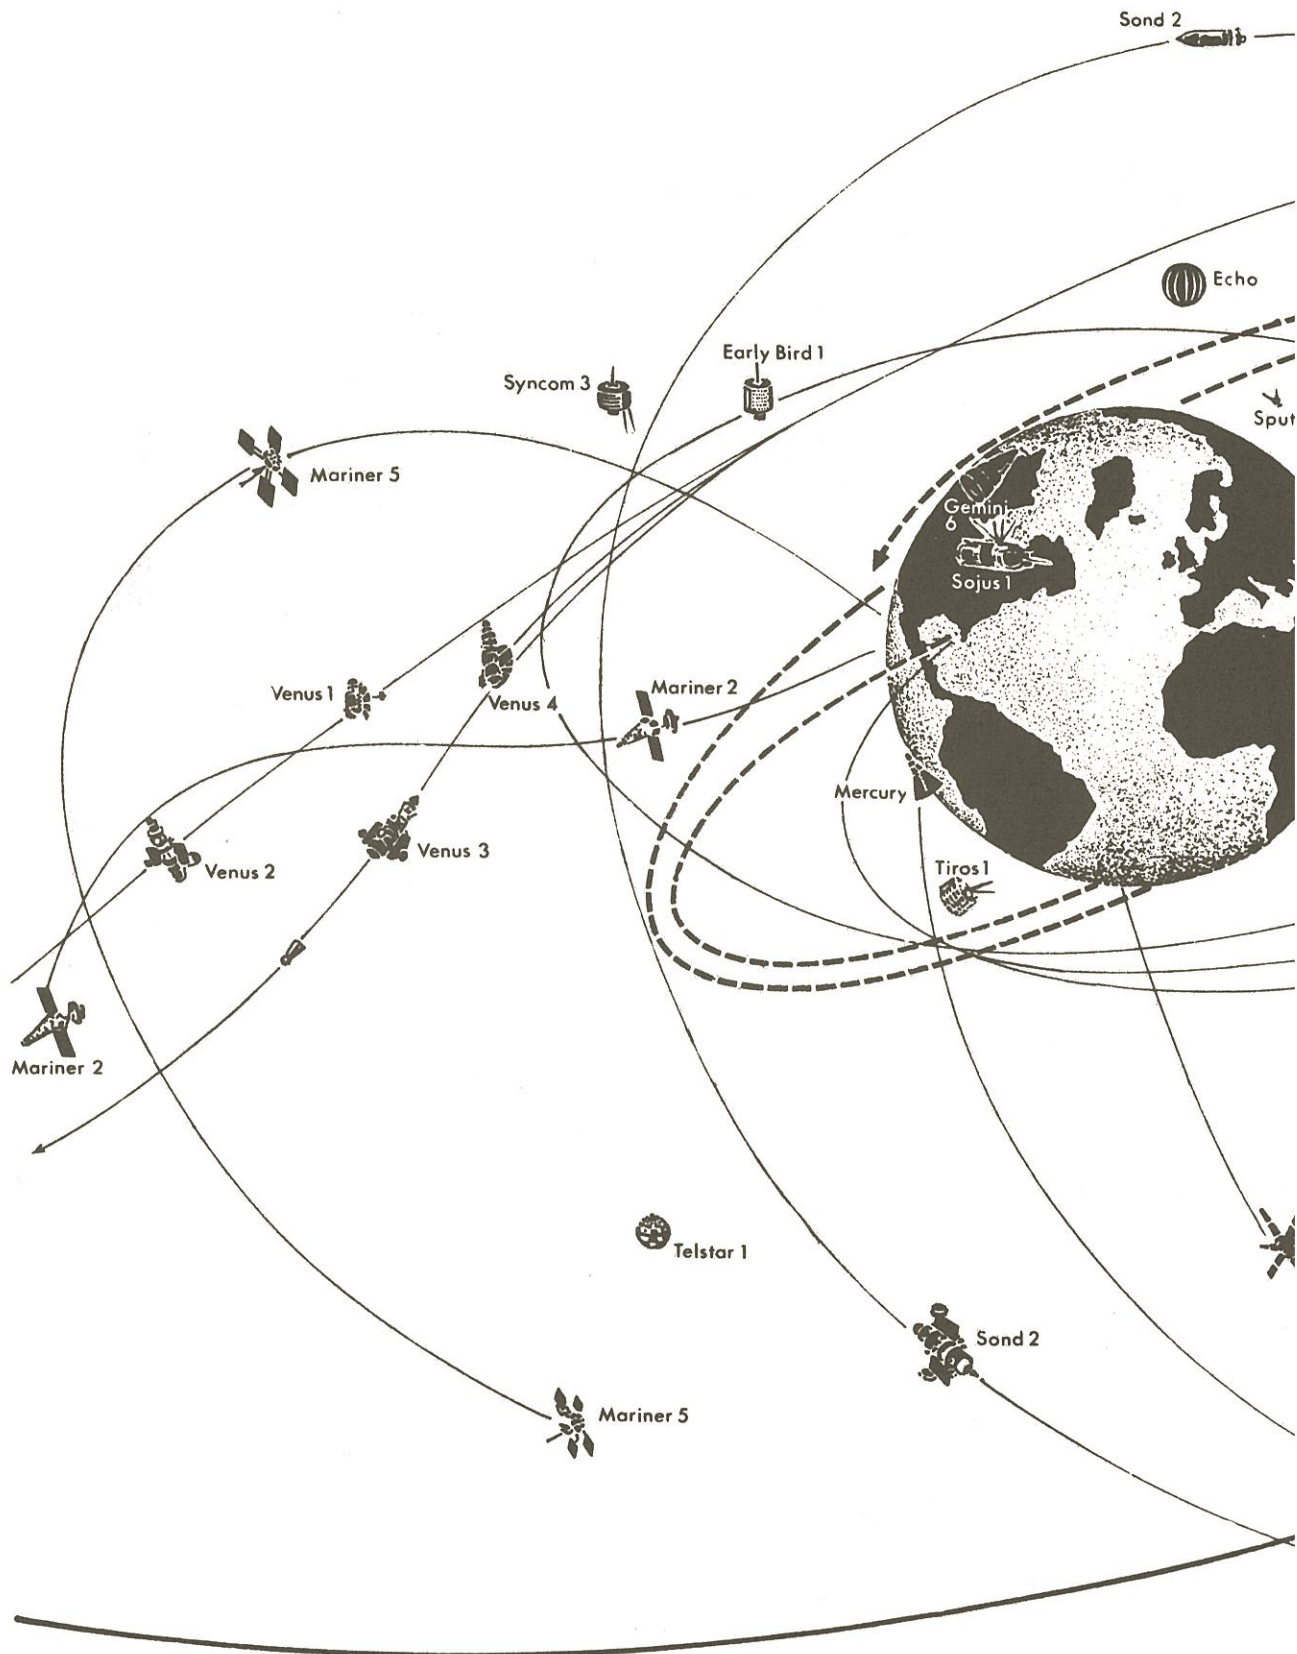 Sond 2
Echo
Early Bird 1
Syncom 3
Sput
Mariner 5
Gemini
6
Sojus 1
Venus 1
Venus 4
Mariner 2
Mercury
Venus 2
Venus 3
Tiros 1
Mariner 2
Telstar 1
Sond 2
Mariner 5